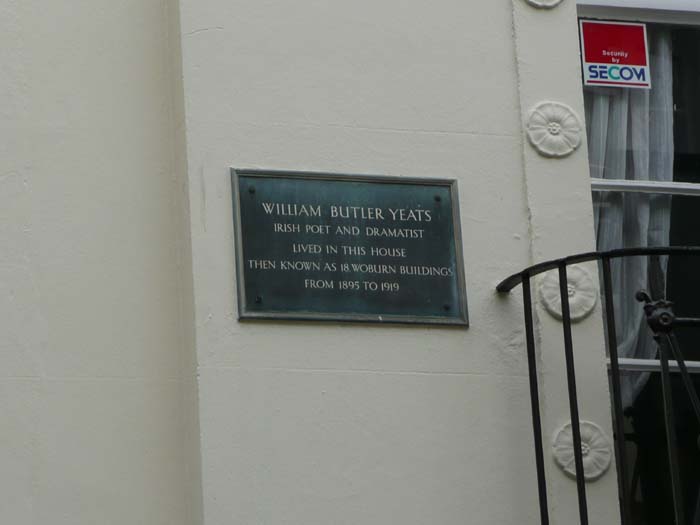 WILLIAM BUTLER YEATS
IRISH POET AND DRAMATIST
LIVED IN THIS HOUSE
THEN KNOWN AS 18 WOBURN BUILDINGS
FROM 1895 TO 1919
Security
by
SECOM